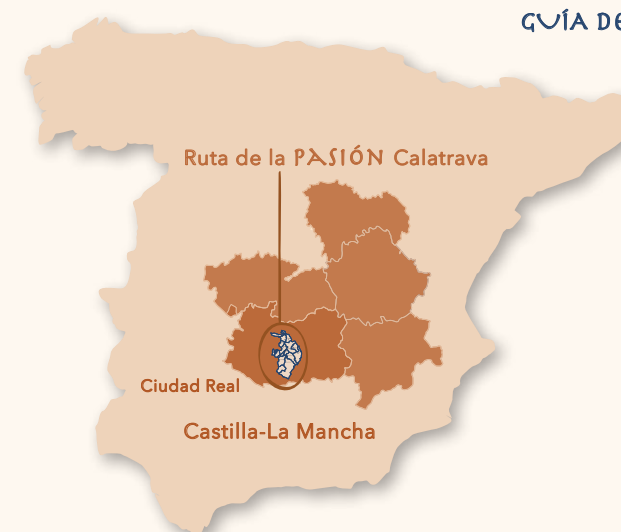 GUÍA DE
Ruta de la PASIÓN Calatrava
Ciudad Real
Castilla-La Mancha